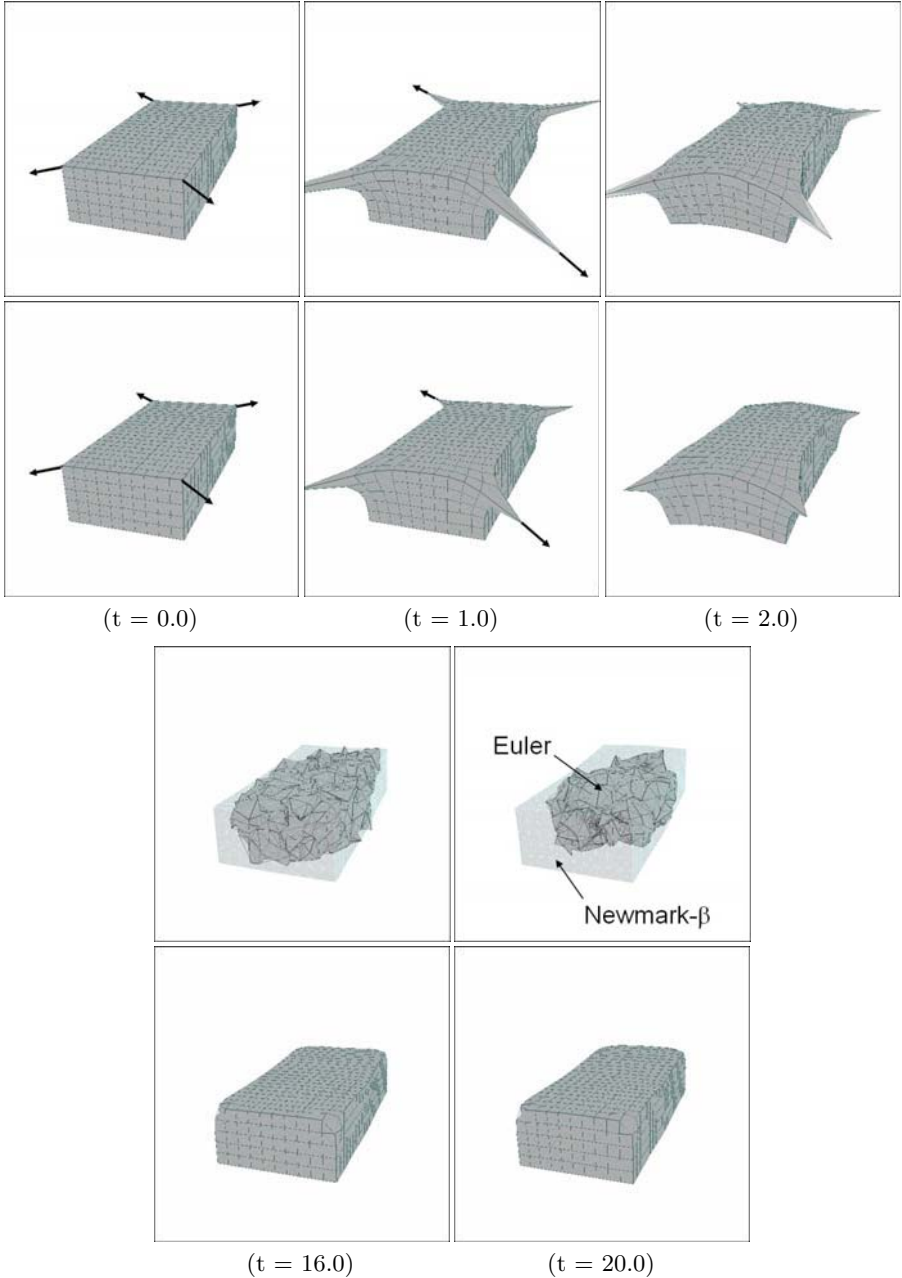 (t = 0.0) (t = 1.0) (t = 2.0)
Euler
Newmark-β
(t = 16.0) (t = 20.0)